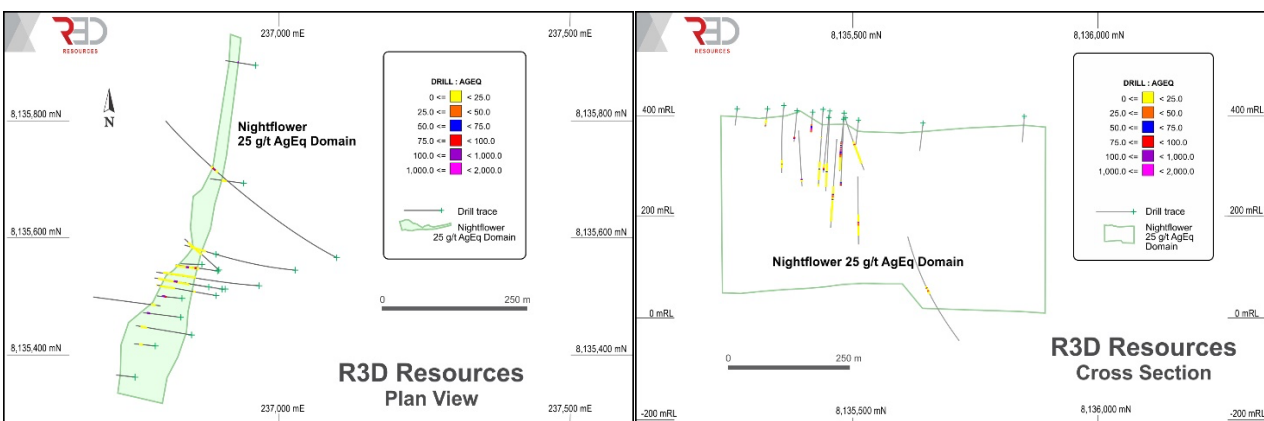 R3D
RESOURCES
237,000 mE
237,500 mE
8,135,800 mN
8,135,800 mN
N
Nightflower
25 g/t AgEq Domain
DRILL : AGEQ
0 <= < 25.0
25.0 <= < 50.0
50.0 <= < 75.0
75.0 <= < 100.0
100.0 <= < 1,000.0
1,000.0 <= < 2,000.0
Drill trace
Nightflower
25 g/t AgEq Domain
8,135,600 mN
8,135,600 mN
0
250 m
8,135,400 mN
8,135,400 mN
R3D Resources
Plan View
237,000 mE
237,500 mE
R3D
RESOURCES
8,135,500 mN
8,136,000 mN
400 mRL
400 mRL
DRILL : AGEQ
0 <= < 25.0
25.0 <= < 50.0
50.0 <= < 75.0
75.0 <= < 100.0
100.0 <= < 1,000.0
1,000.0 <= < 2,000.0
Drill trace
Nightflower
25 g/t AgEq
Domain
200 mRL
200 mRL
Nightflower 25 g/t AgEq Domain
0 mRL
0 mRL
0
250 m
R3D Resources
Cross Section
-200 mRL
-200 mRL
8,135,500 mN
8,136,000 mN